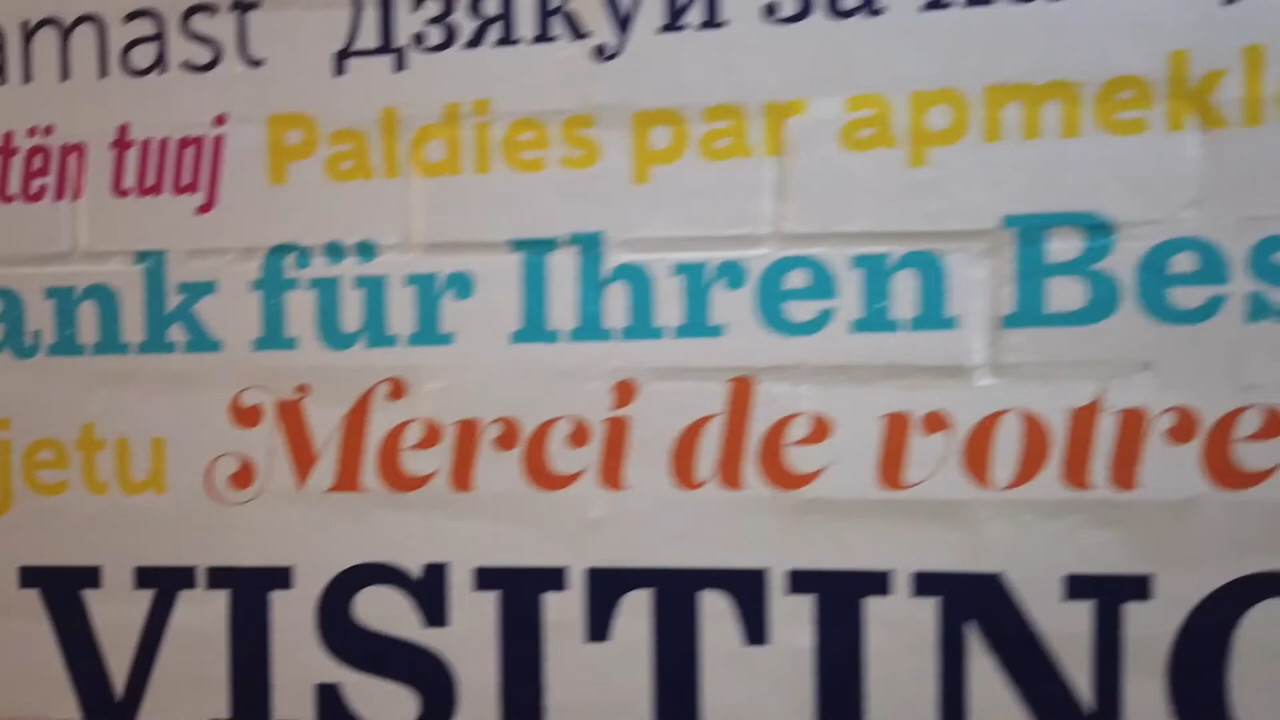 amast Дзякуй за
tën tuaj Paldies par apmekl
ank für Ihren Bes
jetu Merci de votre
VISITING